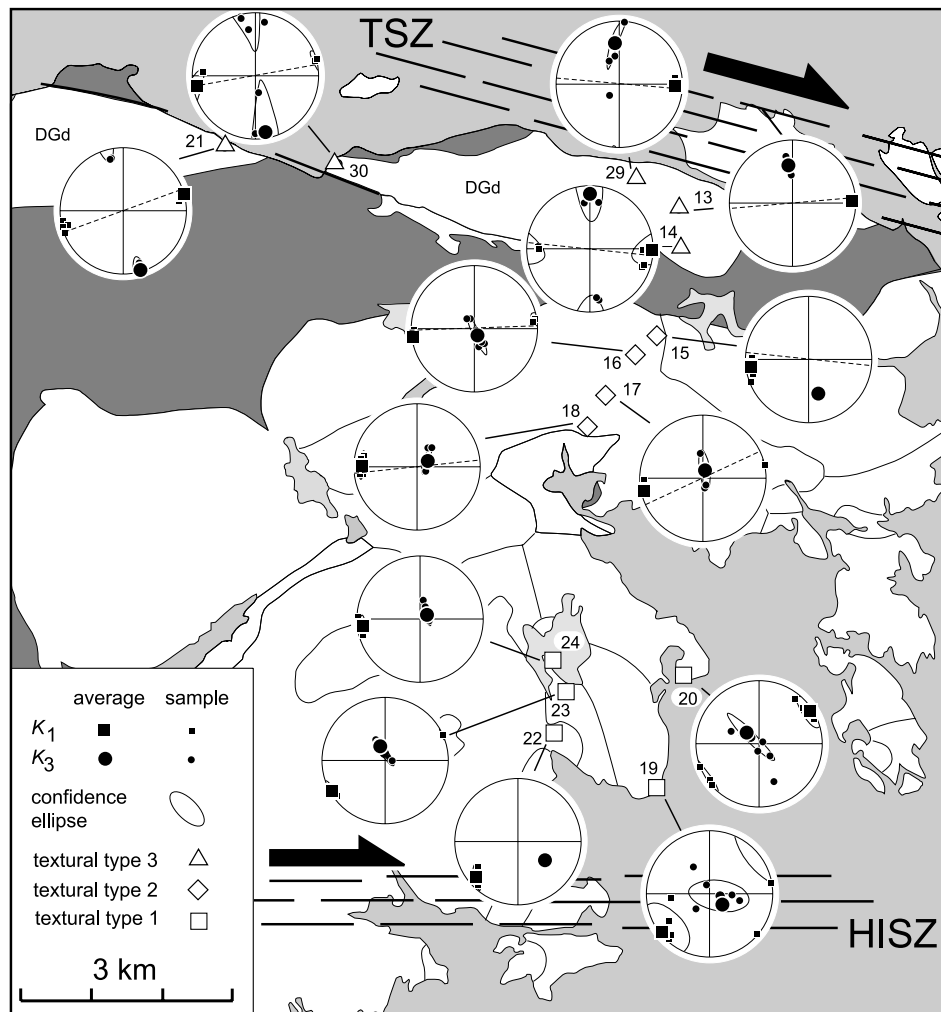 TSZ
21
30
DGd
DGd
29
13
14
15
16
17
18
24
23
20
22
19
average sample
K1
K3
confidence
ellipse
textural type 3
textural type 2
textural type 1
3 km
HISZ